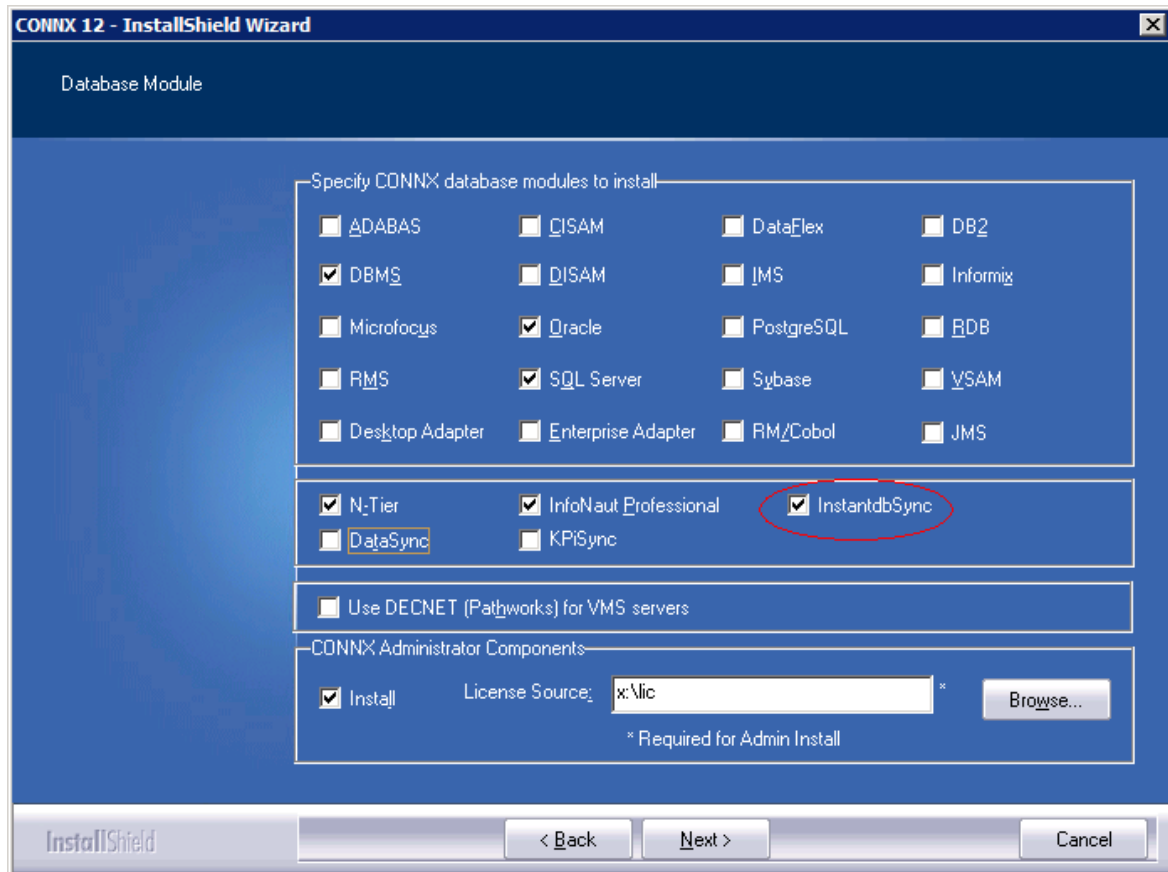 CONNX 12 - InstallShield Wizard
Database Module
Specify CONNX database modules to install
ADABAS CISAM DataFlex DB2
DBMS DISAM IMS Informix
Microfocus Oracle PostgreSQL RDB
RMS SQL Server Sybase VSAM
Desktop Adapter Enterprise Adapter RM/Cobol JMS
N-Tier InfoNaut Professional InstantdbSync
DataSync KPiSync
Use DECNET (Pathworks) for VMS servers
CONNX Administrator Components
Install License Source: x:\lic * Browse...
* Required for Admin Install
InstallShield < Back Next > Cancel